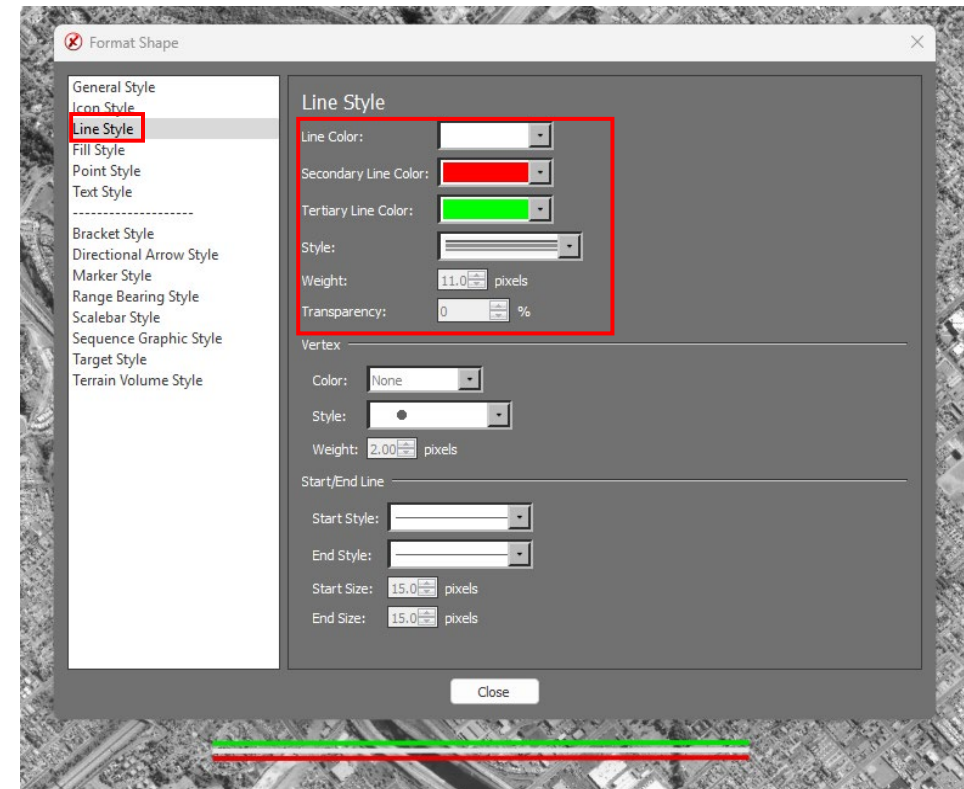 Format Shape
General Style
Icon Style
Line Style
Fill Style
Point Style
Text Style
--------------------
Bracket Style
Directional Arrow Style
Marker Style
Range Bearing Style
Scalebar Style
Sequence Graphic Style
Target Style
Terrain Volume Style
Line Style
Line Color:
Secondary Line Color:
Tertiary Line Color:
Style:
Weight: 11.0 pixels
Transparency: 0 %
Vertex
Color: None
Style:
Weight: 2.00 pixels
Start/End Line
Start Style:
End Style:
Start Size: 15.0 pixels
End Size: 15.0 pixels
Close